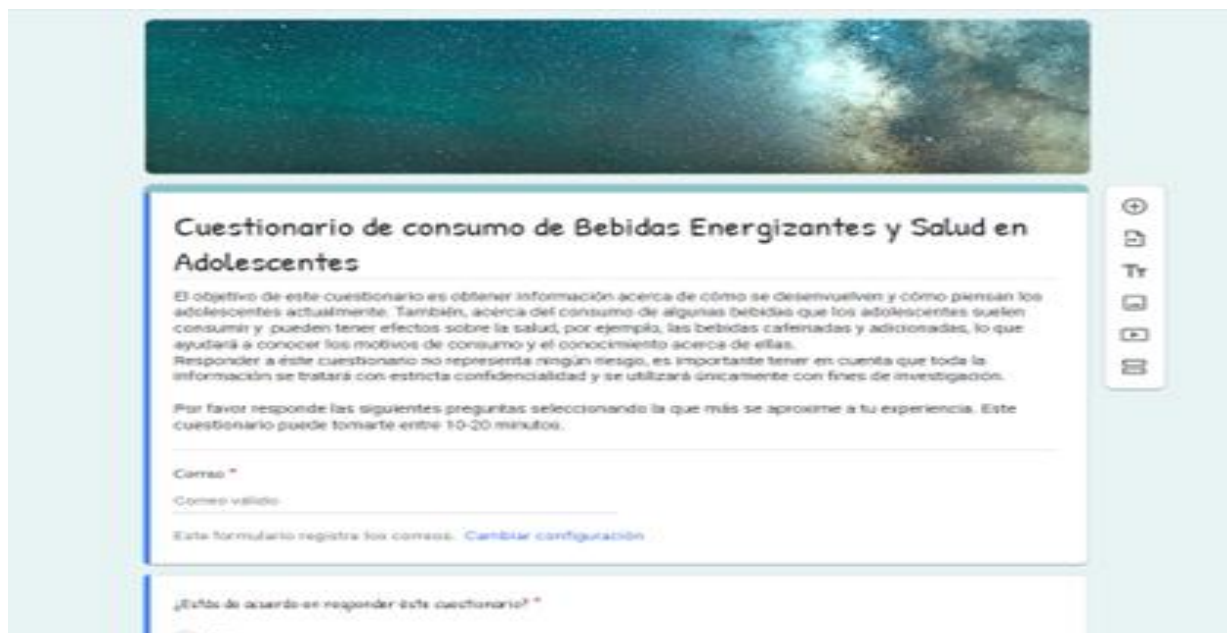 Cuestionario de consumo de Bebidas Energizantes y Salud en
Adolescentes
El objetivo de este cuestionario es obtener información acerca de cómo se desenvuelven y cómo piensan los
adolescentes actualmente. También, acerca del consumo de algunas bebidas que los adolescentes suelen
consumir y pueden tener efectos sobre la salud, por ejemplo, las bebidas cafeinadas y adicionadas, lo que
ayudará a conocer los motivos de consumo y el conocimiento acerca de ellas.
Responder a éste cuestionario no representa ningún riesgo, es importante tener en cuenta que toda la
información se tratará con estricta confidencialidad y se utilizará únicamente con fines de investigación.
Por favor responde las siguientes preguntas seleccionando la que más se aproxime a tu experiencia. Este
cuestionario puede tomarte entre 10-20 minutos.
Correo *
Correo válido
Este formulario registra los correos. Cambiar configuración
¿Estás de acuerdo en responder éste cuestionario? *
Tт